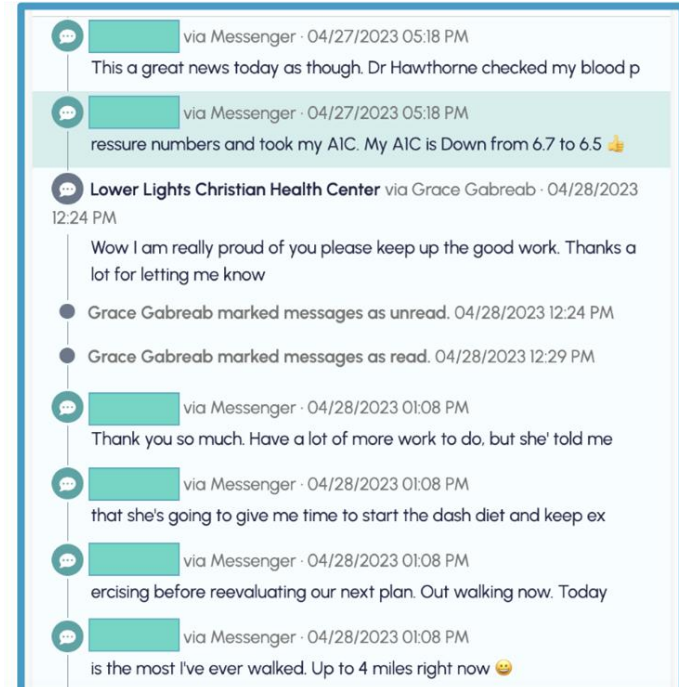 via Messenger · 04/27/2023 05:18 PM
This a great news today as though. Dr Hawthorne checked my blood p
via Messenger · 04/27/2023 05:18 PM
ressure numbers and took my A1C. My A1C is Down from 6.7 to 6.5 👍
Lower Lights Christian Health Center via Grace Gabreab · 04/28/2023
12:24 PM
Wow I am really proud of you please keep up the good work. Thanks a
lot for letting me know
Grace Gabreab marked messages as unread. 04/28/2023 12:24 PM
Grace Gabreab marked messages as read. 04/28/2023 12:29 PM
via Messenger · 04/28/2023 01:08 PM
Thank you so much. Have a lot of more work to do, but she' told me
via Messenger · 04/28/2023 01:08 PM
that she's going to give me time to start the dash diet and keep ex
via Messenger · 04/28/2023 01:08 PM
ercising before reevaluating our next plan. Out walking now. Today
via Messenger · 04/28/2023 01:08 PM
is the most I've ever walked. Up to 4 miles right now 😀